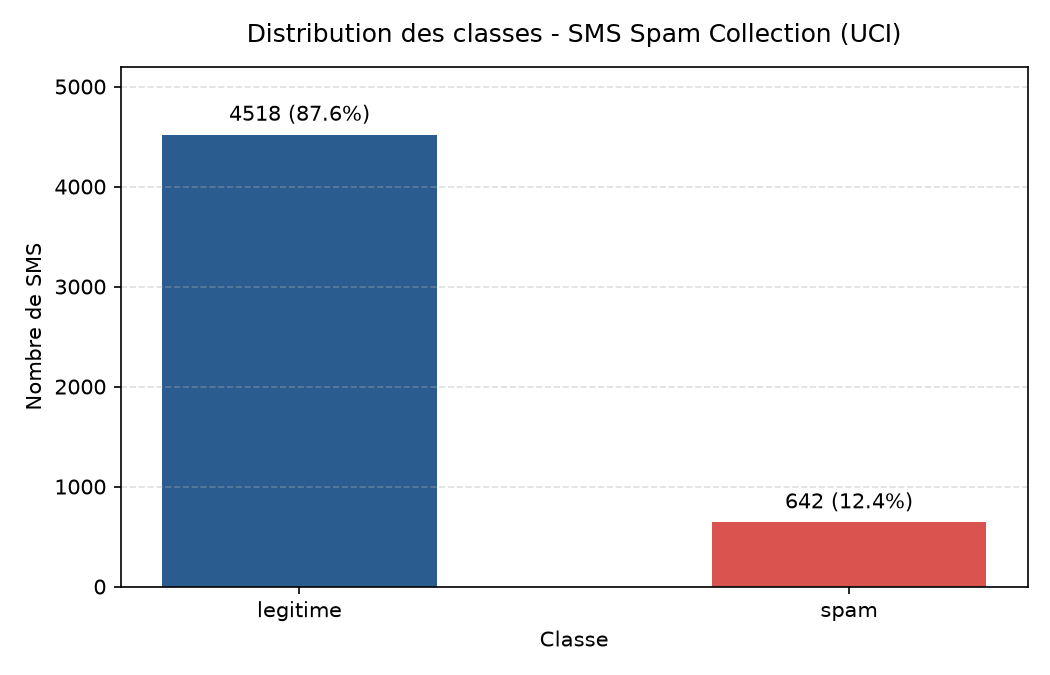 Distribution des classes - SMS Spam Collection (UCI)
5000
4518 (87.6%)
4000
3000
Nombre de SMS
2000
1000
642 (12.4%)
0
legitime
spam
Classe